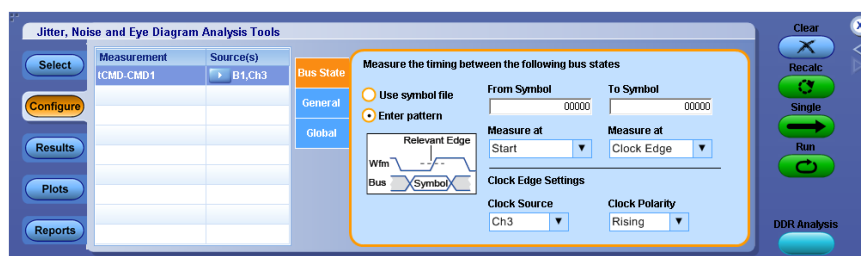 Jitter, Noise and Eye Diagram Analysis Tools
Clear
Select
Configure
Results
Plots
Reports
Measurement Source(s)
tCMD-CMD1 B1,Ch3
Bus State
General
Global
Measure the timing between the following bus states
Use symbol file
Enter pattern
From Symbol To Symbol
00000 00000
Measure at Measure at
Start Clock Edge
Relevant Edge
Wfm
Bus Symbol
Clock Edge Settings
Clock Source Clock Polarity
Ch3 Rising
Recalc
Single
Run
DDR Analysis